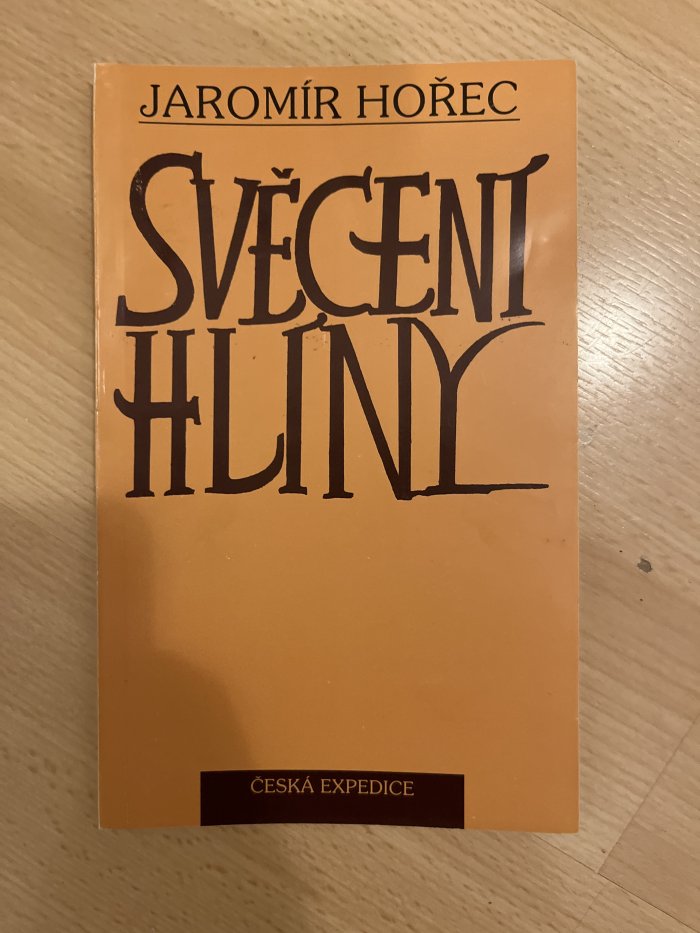 JAROMÍR HOŘEC
SVĚCENÍ
HLÍNY
ČESKÁ EXPEDICE